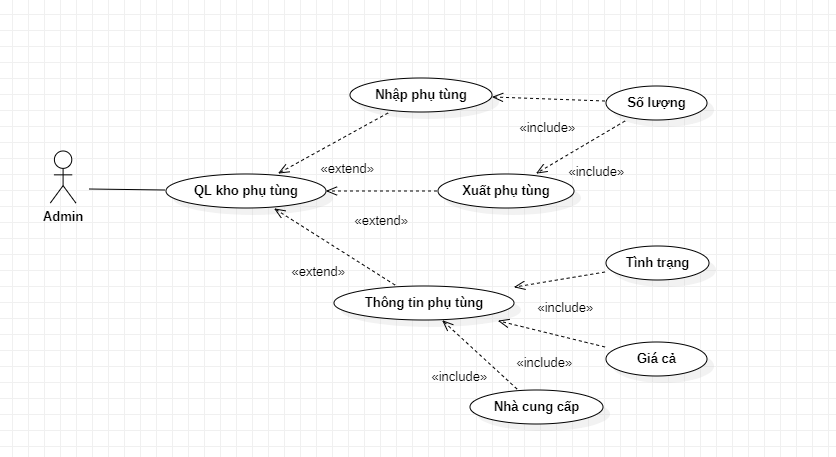 Nhập phụ tùng
Số lượng
«include»
«extend»
«include»
QL kho phụ tùng
Xuất phụ tùng
Admin
«extend»
Tình trạng
«extend»
Thông tin phụ tùng
«include»
Giá cả
«include»
«include»
Nhà cung cấp